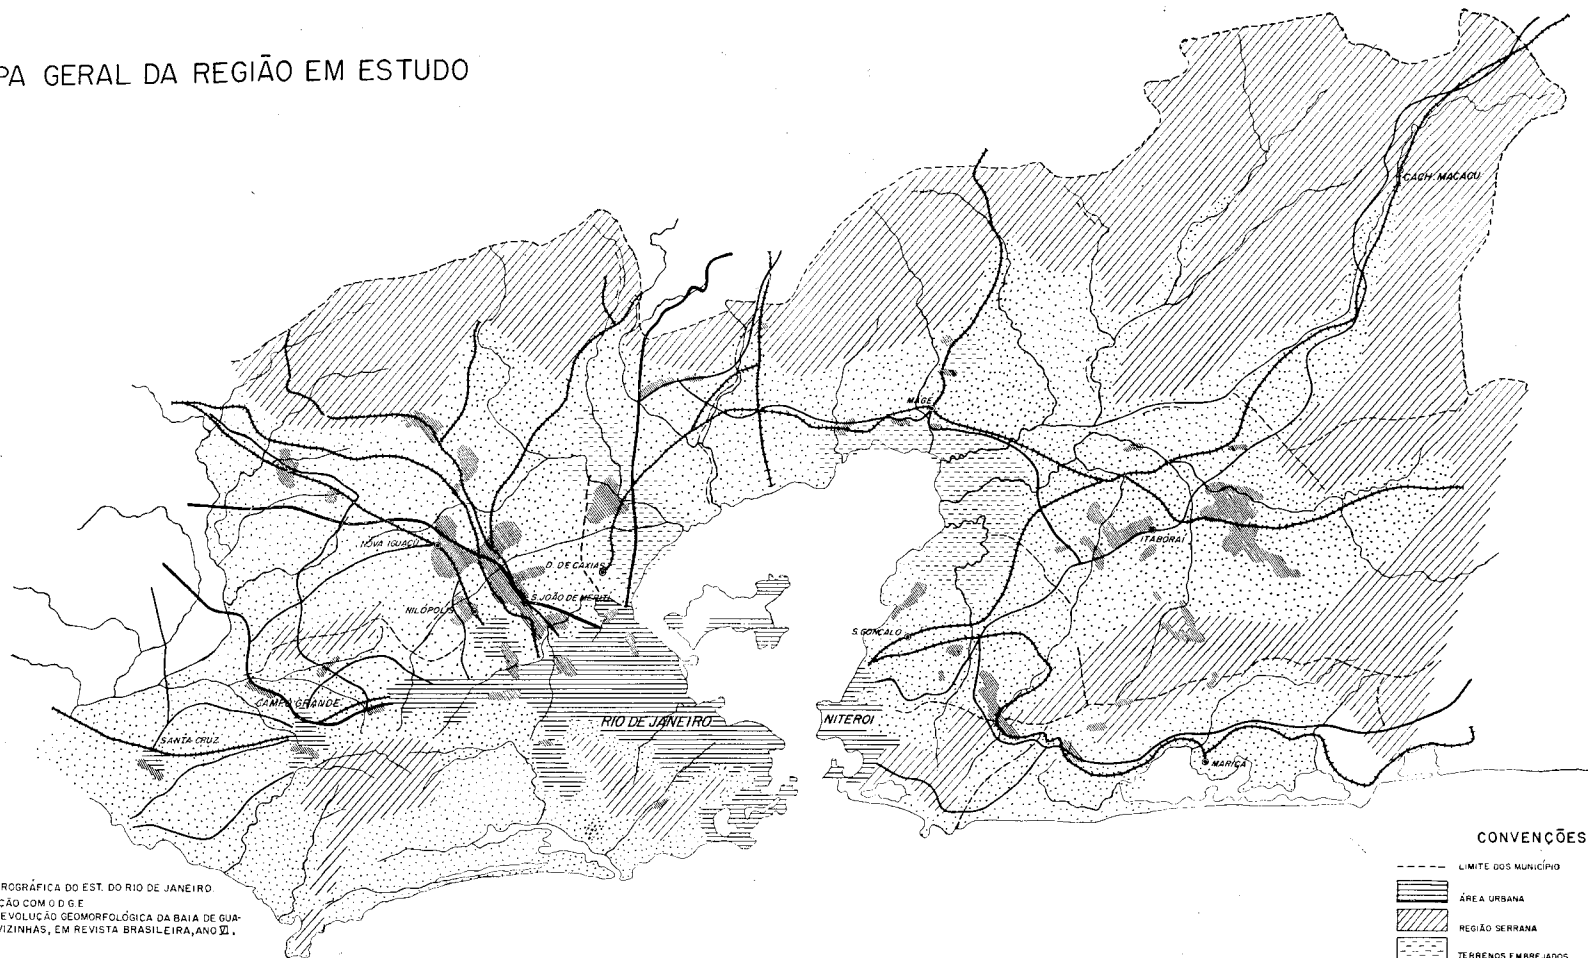 PA GERAL DA REGIÃO EM ESTUDO
CACH. MACACU
MAGÉ
NOVA IGUAÇU
D. DE CAXIAS
ITABORAÍ
NILÓPOLIS
S. JOÃO DE MERITI
S. GONÇALO
CAMPO GRANDE
RIO DE JANEIRO
NITEROI
SANTA CRUZ
MARICÁ
CONVENÇÕES
LIMITE DOS MUNICÍPIO
ÁREA URBANA
REGIÃO SERRANA
TERRENOS EMBREJADOS
ROGRÁFICA DO EST. DO RIO DE JANEIRO
ÇÃO COM O D G E
EVOLUÇÃO GEOMORFOLÓGICA DA BAIA DE GUA-
VIZINHAS, EM REVISTA BRASILEIRA, ANO VI.